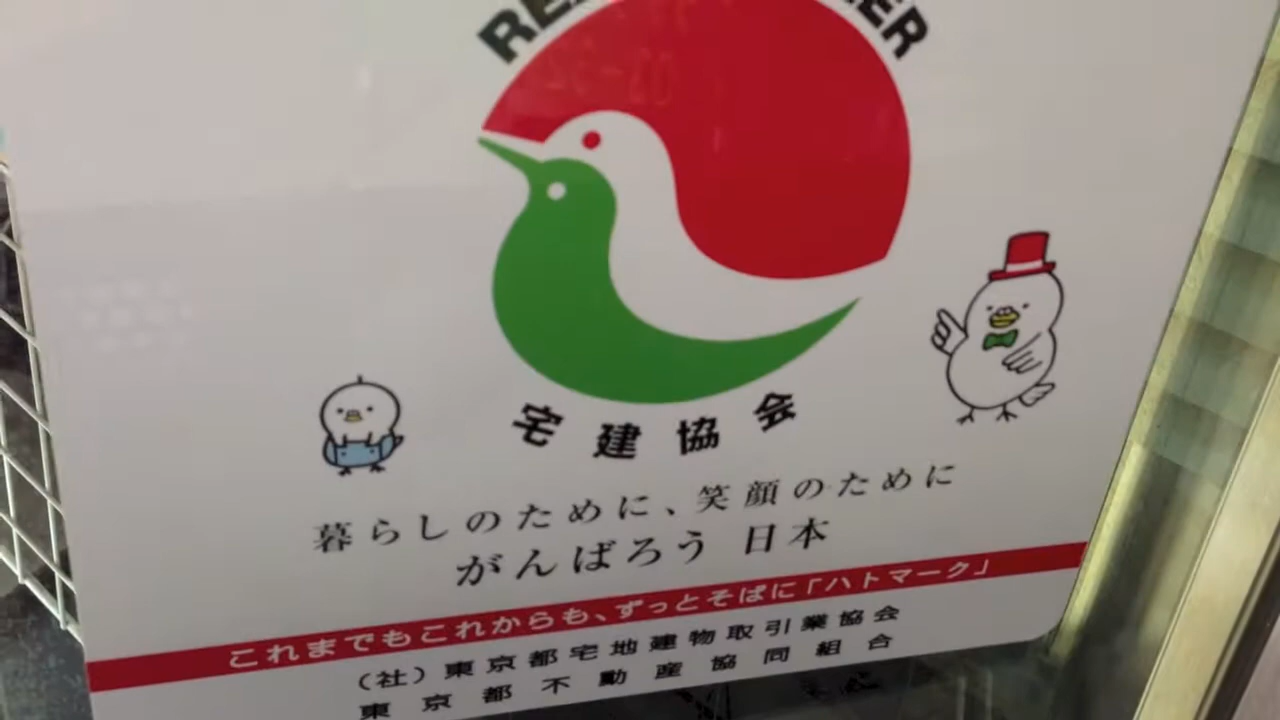 宅建協会
暮らしのために、笑顔のために
がんばろう 日本
これまでもこれからも、ずっとそばに「ハトマーク」
（社）東京都宅地建物取引業協会
東京都不動産協同組合